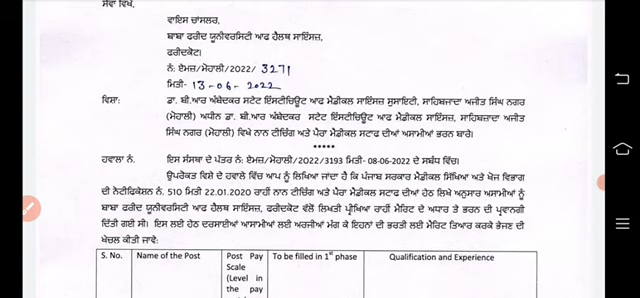 ਸੇਵਾ ਵਿਖੇ,
ਵਾਇਸ ਚਾਂਸਲਰ,
ਬਾਬਾ ਫਰੀਦ ਯੂਨੀਵਰਸਿਟੀ ਆਫ ਹੈਲਥ ਸਾਇੰਸਜ਼,
ਫਰੀਦਕੋਟ।
ਨੰ: ਏਮਜ਼/ਮੋਹਾਲੀ/2022/ 3271
ਮਿਤੀ- 13-06-2022
ਵਿਸ਼ਾ: ਡਾ. ਬੀ.ਆਰ ਅੰਬੇਦਕਰ ਸਟੇਟ ਇੰਸਟੀਚਿਊਟ ਆਫ ਮੈਡੀਕਲ ਸਾਇੰਸਜ਼ ਸੁਸਾਇਟੀ, ਸਾਹਿਬਜਾਦਾ ਅਜੀਤ ਸਿੰਘ ਨਗਰ
(ਮੋਹਾਲੀ) ਅਧੀਨ ਡਾ. ਬੀ.ਆਰ ਅੰਬੇਦਕਰ ਸਟੇਟ ਇੰਸਟੀਚਿਊਟ ਆਫ ਮੈਡੀਕਲ ਸਾਇੰਸਜ਼, ਸਾਹਿਬਜ਼ਾਦਾ ਅਜੀਤ
ਸਿੰਘ ਨਗਰ (ਮੋਹਾਲੀ) ਵਿਖੇ ਨਾਨ ਟੀਚਿੰਗ ਅਤੇ ਪੈਰਾ ਮੈਡੀਕਲ ਸਟਾਫ ਦੀਆਂ ਅਸਾਮੀਆਂ ਭਰਨ ਬਾਰੇ।
*****
ਹਵਾਲਾ ਨੰ. ਇਸ ਸੰਸਥਾ ਦੇ ਪੱਤਰ ਨੰ: ਏਮਜ਼/ਮੋਹਾਲੀ/2022/3193 ਮਿਤੀ- 08-06-2022 ਦੇ ਸਬੰਧ ਵਿੱਚ।
ਉਪਰੋਕਤ ਵਿਸ਼ੇ ਦੇ ਹਵਾਲੇ ਵਿੱਚ ਆਪ ਨੂੰ ਲਿਖਿਆ ਜਾਂਦਾ ਹੈ ਕਿ ਪੰਜਾਬ ਸਰਕਾਰ ਮੈਡੀਕਲ ਸਿੱਖਿਆ ਅਤੇ ਖੋਜ ਵਿਭਾਗ
ਦੀ ਨੋਟੀਫਿਕੇਸ਼ਨ ਨੰ. 510 ਮਿਤੀ 22.01.2020 ਰਾਹੀਂ ਨਾਨ ਟੀਚਿੰਗ ਅਤੇ ਪੈਰਾ ਮੈਡੀਕਲ ਸਟਾਫ ਦੀਆਂ ਹੇਠ ਲਿਖੇ ਅਨੁਸਾਰ ਅਸਾਮੀਆਂ ਨੂੰ
ਬਾਬਾ ਫਰੀਦ ਯੂਨੀਵਰਸਿਟੀ ਆਫ ਹੈਲਥ ਸਾਇੰਸਜ਼, ਫਰੀਦਕੋਟ ਵੱਲੋਂ ਲਿਖਤੀ ਪ੍ਰੀਖਿਆ ਰਾਹੀਂ ਮੈਰਿਟ ਦੇ ਅਧਾਰ ਤੇ ਭਰਨ ਦੀ ਪ੍ਰਵਾਨਗੀ
ਦਿੱਤੀ ਗਈ ਸੀ। ਇਸ ਲਈ ਹੇਠ ਦਰਸਾਈਆਂ ਆਸਾਮੀਆਂ ਲਈ ਅਰਜੀਆਂ ਮੰਗ ਕੇ ਇਹਨਾਂ ਦੀ ਭਰਤੀ ਲਈ ਮੈਰਿਟ ਤਿਆਰ ਕਰਕੇ ਭੇਜਣ ਦੀ
ਖੇਚਲ ਕੀਤੀ ਜਾਵੇ:
S. No. Name of the Post Post Pay To be filled in 1st phase Qualification and Experience
Scale
(Level in
the pay